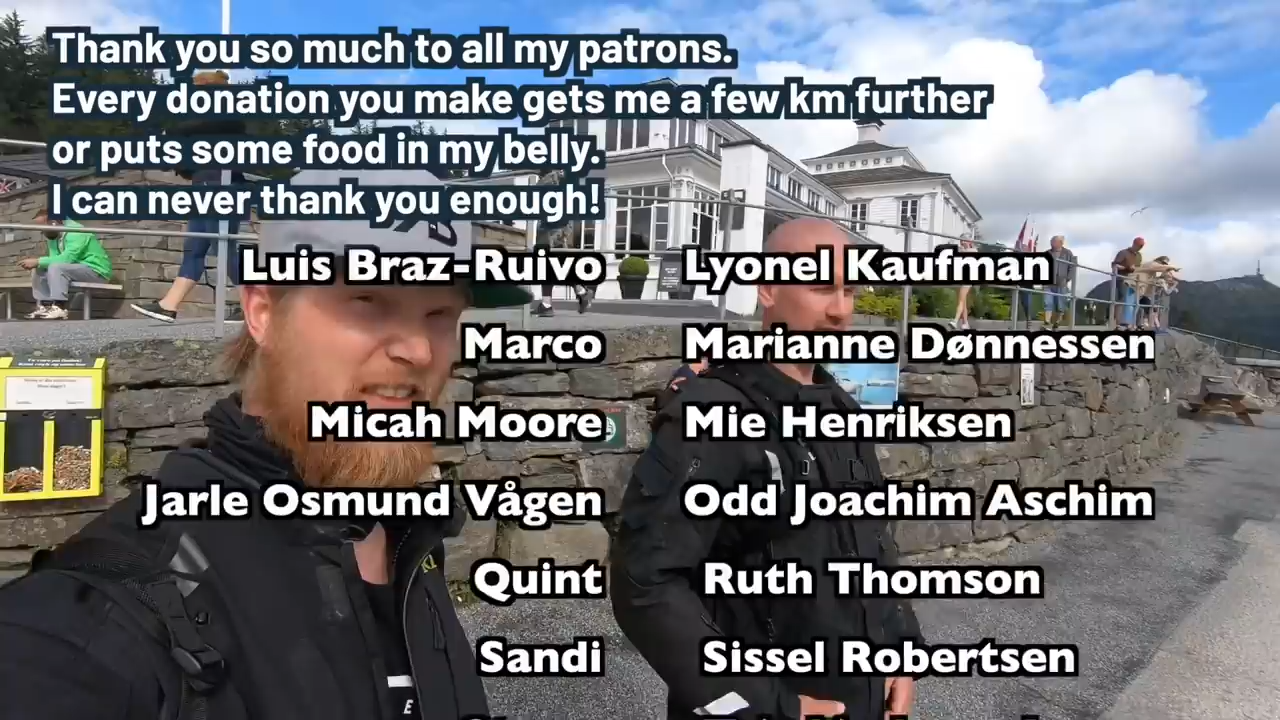 Thank you so much to all my patrons.
Every donation you make gets me a few km further
or puts some food in my belly.
I can never thank you enough!
Luis Braz-Ruivo Lyonel Kaufman
Marco Marianne Dønnessen
Micah Moore Mie Henriksen
Jarle Osmund Vågen Odd Joachim Aschim
Quint Ruth Thomson
Sandi Sissel Robertsen